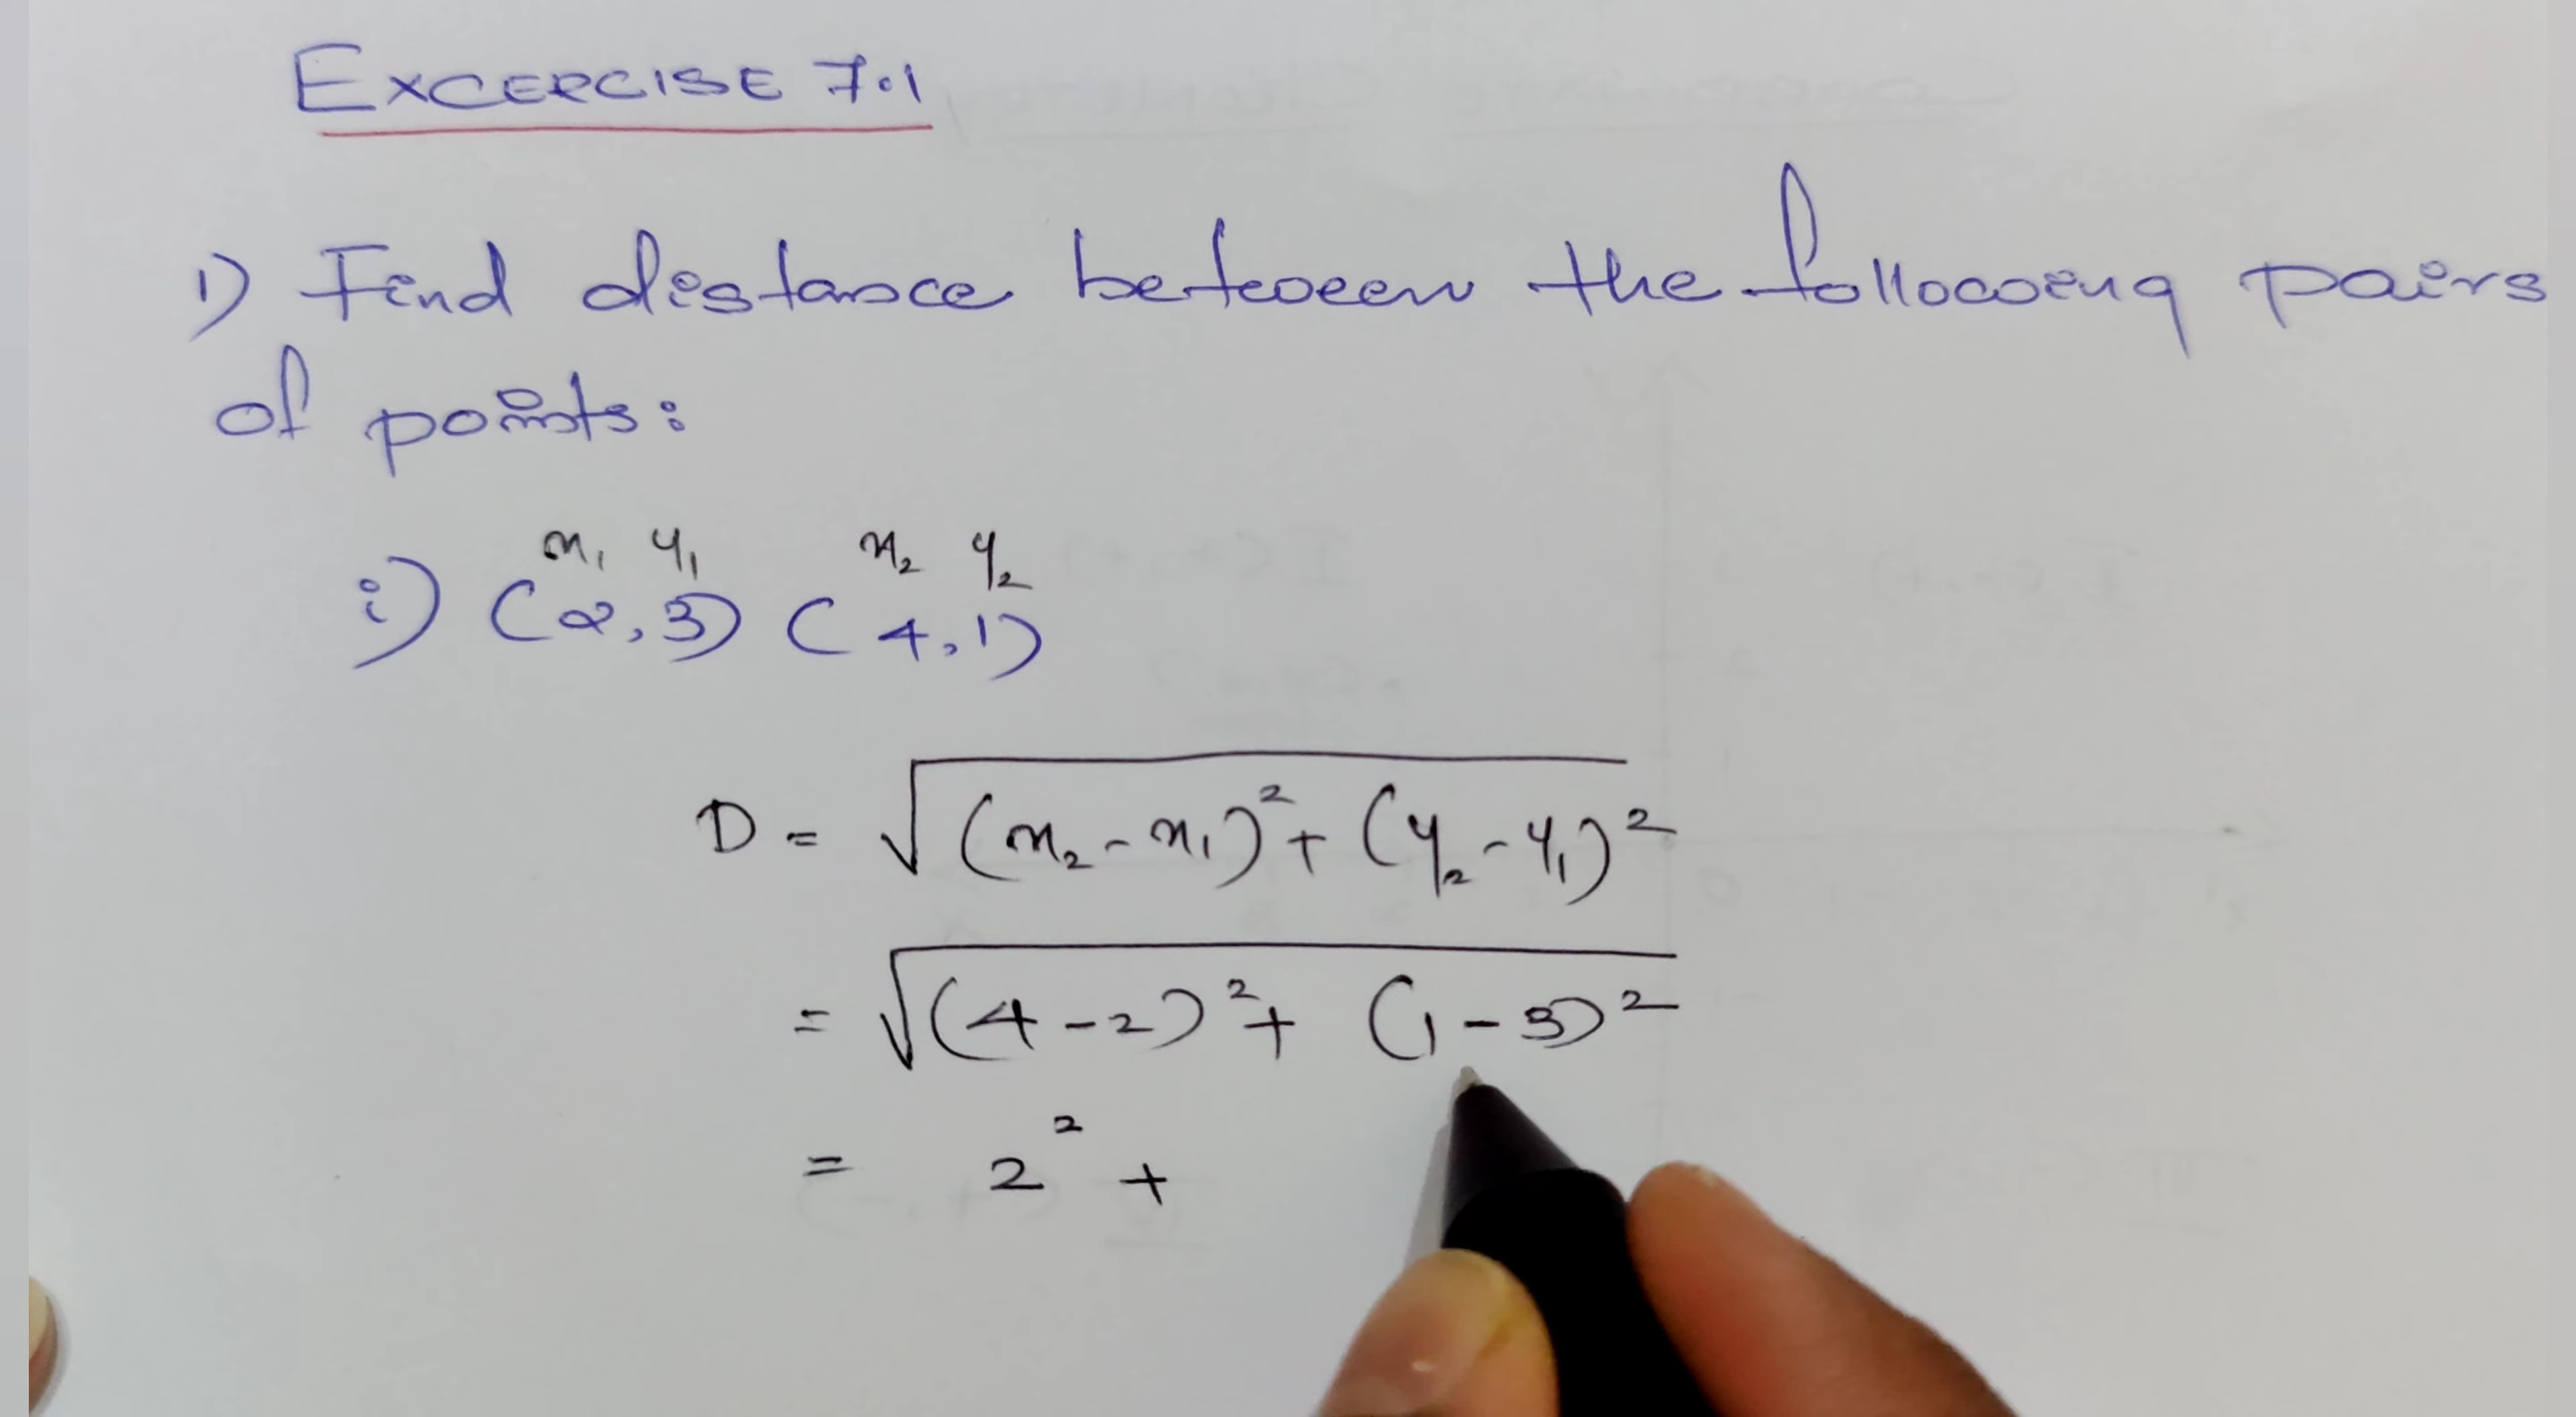 EXCERCISE 7.1
1) Find distance between the following pairs
of points:
x₁ y₁ x₂ y₂
i) (2,3) (4,1)
D = √(x₂-x₁)² + (y₂-y₁)²
= √(4-2)² + (1-3)²
= 2² +